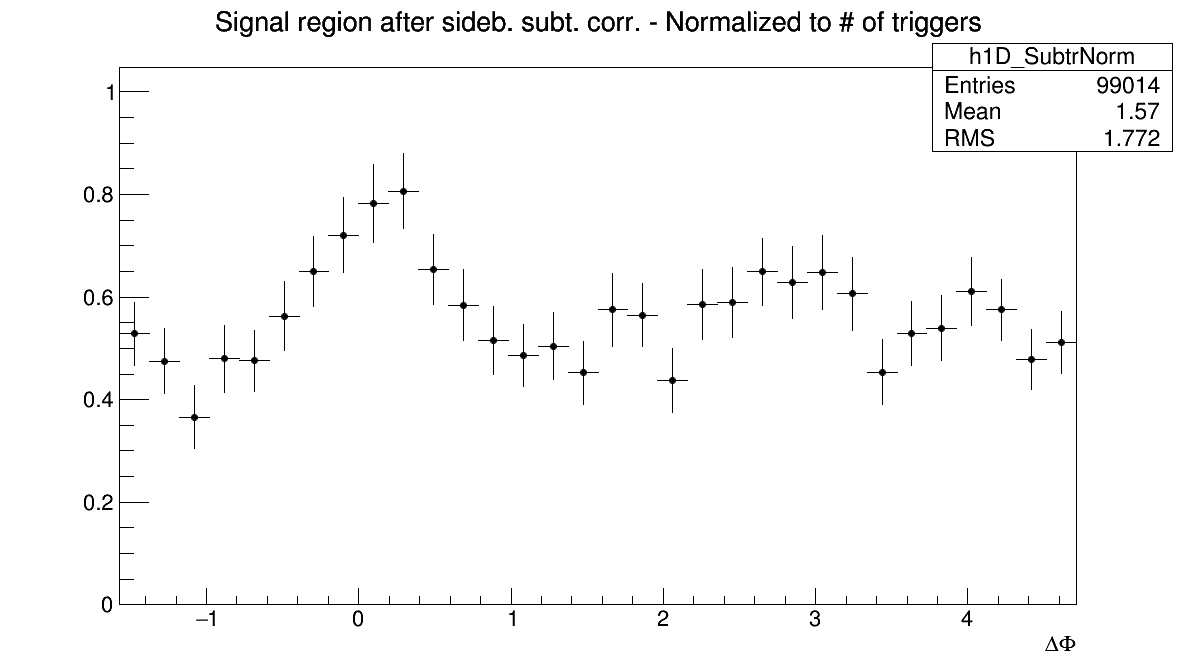 Signal region after sideb. subt. corr. - Normalized to # of triggers
h1D_SubtrNorm
Entries 99014
Mean 1.57
RMS 1.772
1
0.8
0.6
0.4
0.2
0
−1 0 1 2 3 4
ΔΦ